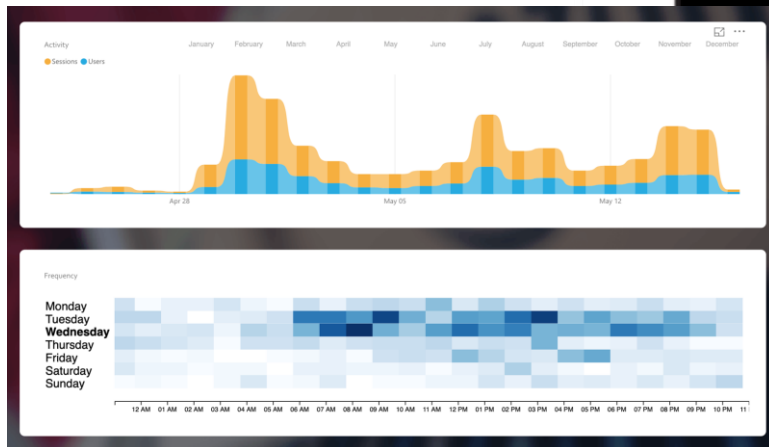 Activity
January February March April May June July August September October November December
Sessions Users
Apr 28 May 05 May 12
Frequency
Monday
Tuesday
Wednesday
Thursday
Friday
Saturday
Sunday
12 AM 01 AM 02 AM 03 AM 04 AM 05 AM 06 AM 07 AM 08 AM 09 AM 10 AM 11 AM 12 PM 01 PM 02 PM 03 PM 04 PM 05 PM 06 PM 07 PM 08 PM 09 PM 10 PM 11